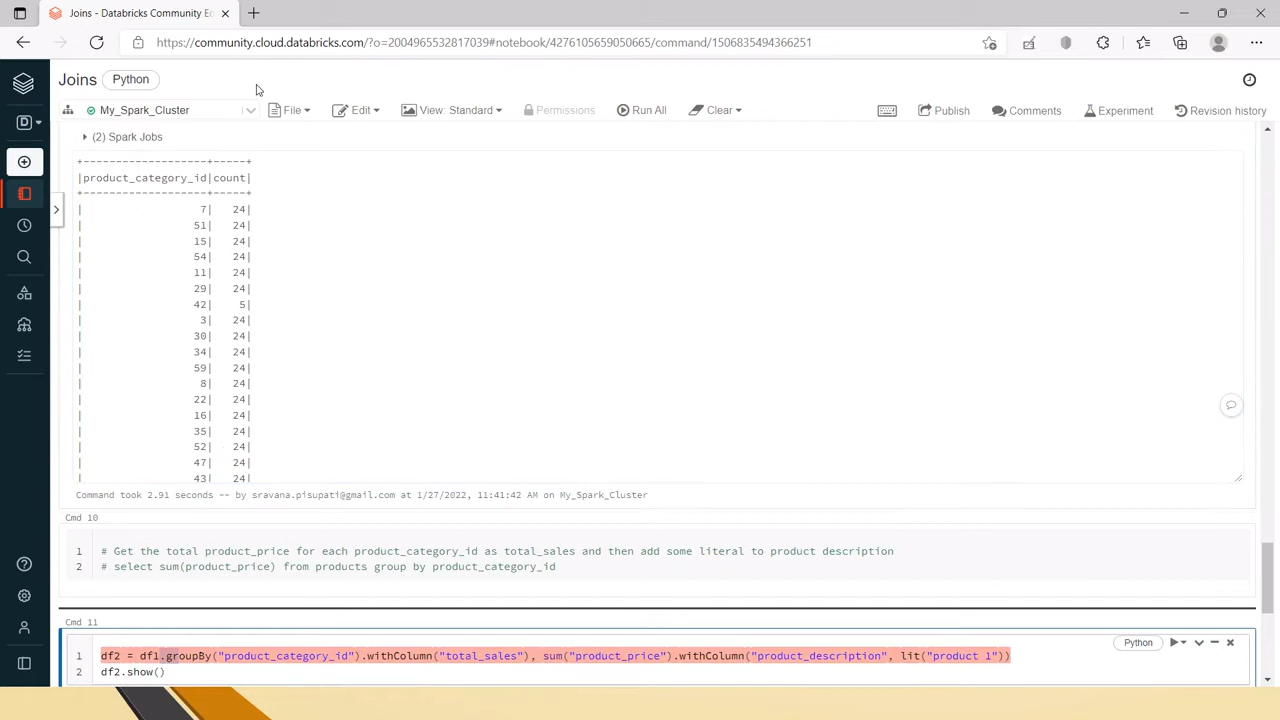 Joins - Databricks Community Ed
https://community.cloud.databricks.com/?o=2004965532817039#notebook/4276105659050665/command/1506835494366251
Joins Python
My_Spark_Cluster File Edit View: Standard Permissions Run All Clear Publish Comments Experiment Revision history
D
(2) Spark Jobs
+-------------------+-----+
|product_category_id|count|
+-------------------+-----+
| 7| 24|
| 51| 24|
| 15| 24|
| 54| 24|
| 11| 24|
| 29| 24|
| 42| 5|
| 3| 24|
| 30| 24|
| 34| 24|
| 59| 24|
| 8| 24|
| 22| 24|
| 16| 24|
| 35| 24|
| 52| 24|
| 47| 24|
| 43| 24|
Command took 2.91 seconds -- by sravana.pisupati@gmail.com at 1/27/2022, 11:41:42 AM on My_Spark_Cluster
Cmd 10
1 # Get the total product_price for each product_category_id as total_sales and then add some literal to product description
2 # select sum(product_price) from products group by product_category_id
Cmd 11
Python
1 df2 = df1.groupBy("product_category_id").withColumn("total_sales"), sum("product_price").withColumn("product_description", lit("product 1"))
2 df2.show()